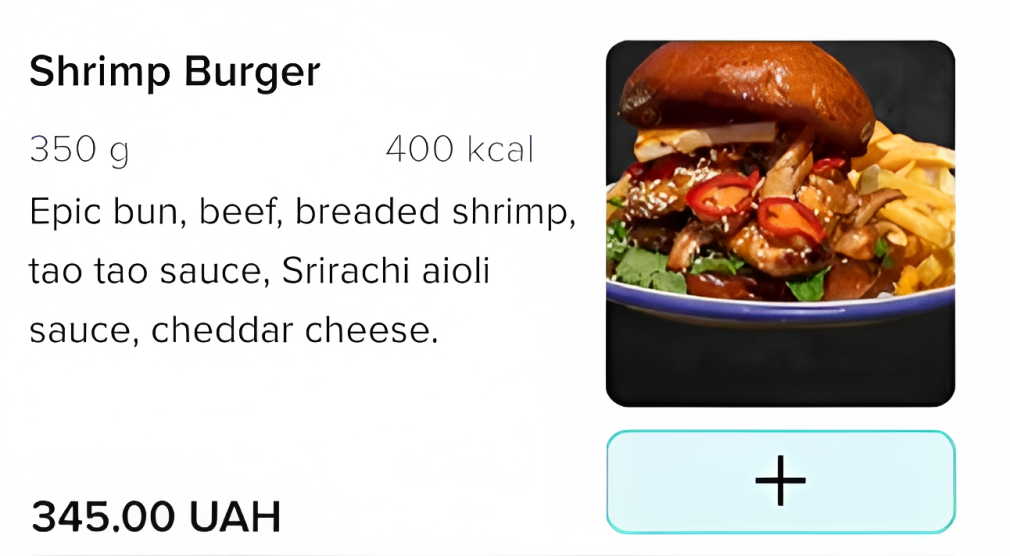 Shrimp Burger
350 g 400 kcal
Epic bun, beef, breaded shrimp,
tao tao sauce, Srirachi aioli
sauce, cheddar cheese.
345.00 UAH
+